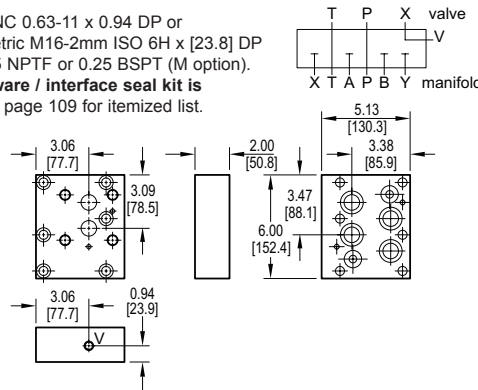 NC 0.63-11 x 0.94 DP or
etric M16-2mm ISO 6H x [23.8] DP
5 NPTF or 0.25 BSPT (M option).
ware / interface seal kit is
page 109 for itemized list.
T P X valve
V
X T A P B Y manifold
5.13
[130.3]
3.06
[77.7]
2.00
[50.8]
3.38
[85.9]
3.09
[78.5]
3.47
[88.1]
6.00
[152.4]
3.06
[77.7]
0.94
[23.9]
V